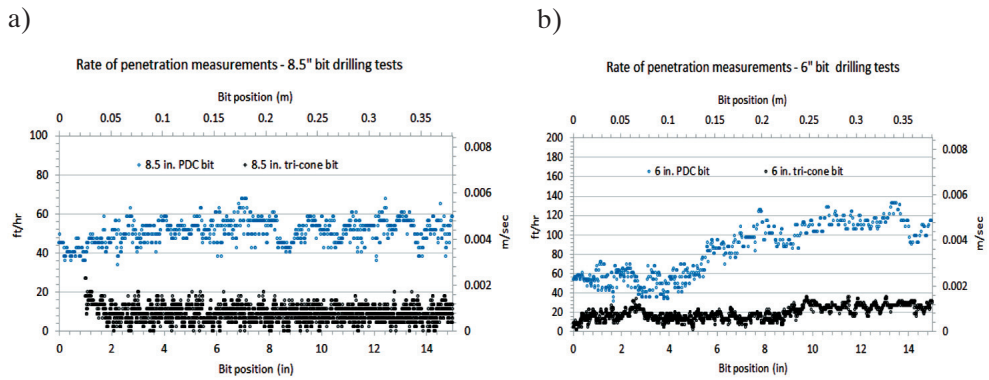 a)
Rate of penetration measurements - 8.5" bit drilling tests
Bit position (m)
0 0.05 0.1 0.15 0.2 0.25 0.3 0.35
100
80
60
40
20
0
ft/hr
8.5 in. PDC bit 8.5 in. tri-cone bit
0.008
0.006
0.004
0.002
0
m/sec
0 2 4 6 8 10 12 14
Bit position (in)
b)
Rate of penetration measurements - 6" bit drilling tests
Bit position (m)
0 0.05 0.1 0.15 0.2 0.25 0.3 0.35
200
180
160
140
120
100
80
60
40
20
0
ft/hr
6 in. PDC bit 6 in. tri-cone bit
0.008
0.006
0.004
0.002
0
m/sec
0 2 4 6 8 10 12 14
Bit position (in)